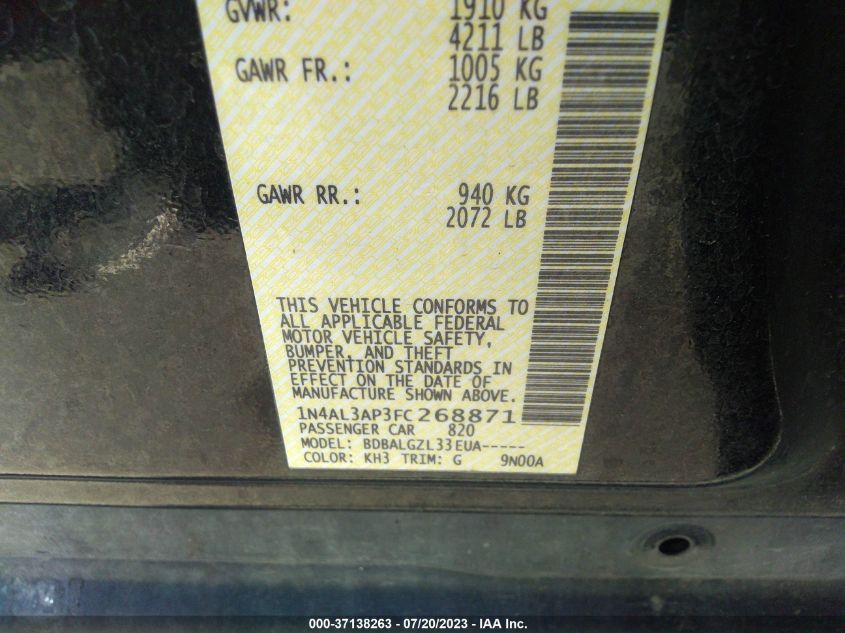 GVWR: 1910 KG
4211 LB
GAWR FR.: 1005 KG
2216 LB
GAWR RR.: 940 KG
2072 LB
THIS VEHICLE CONFORMS TO
ALL APPLICABLE FEDERAL
MOTOR VEHICLE SAFETY,
BUMPER, AND THEFT
PREVENTION STANDARDS IN
EFFECT ON THE DATE OF
MANUFACTURE SHOWN ABOVE.
1N4AL3AP3FC268871
PASSENGER CAR 820
MODEL: BDBALGZL33EUA-----
COLOR: KH3 TRIM: G 9N00A
000-37138263 - 07/20/2023 - IAA Inc.